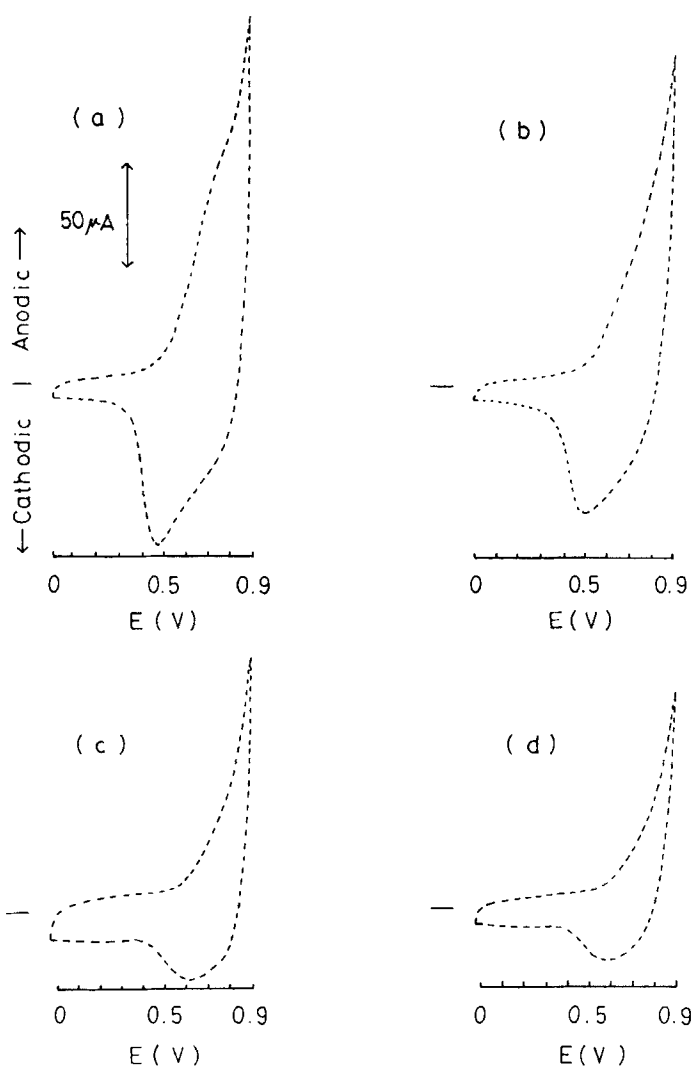 ( a )
50μA
← Cathodic | Anodic →
0 0.5 0.9
E ( V )
( b )
0 0.5 0.9
E( V )
( c )
0 0.5 0.9
E ( V )
( d )
0 0.5 0.9
E( V )